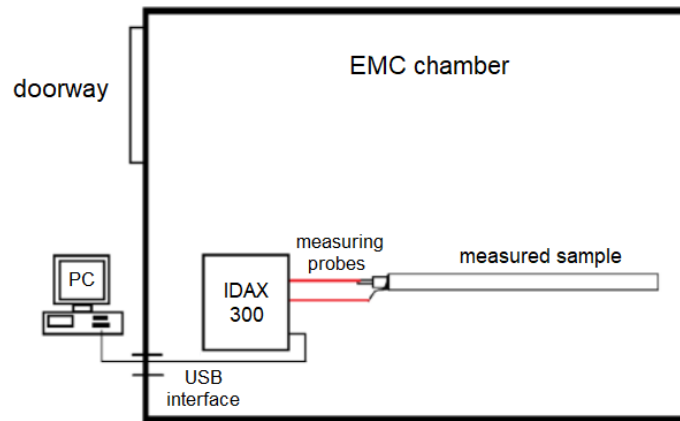 EMC chamber
doorway
measuring
probes
measured sample
PC
IDAX
300
USB
interface